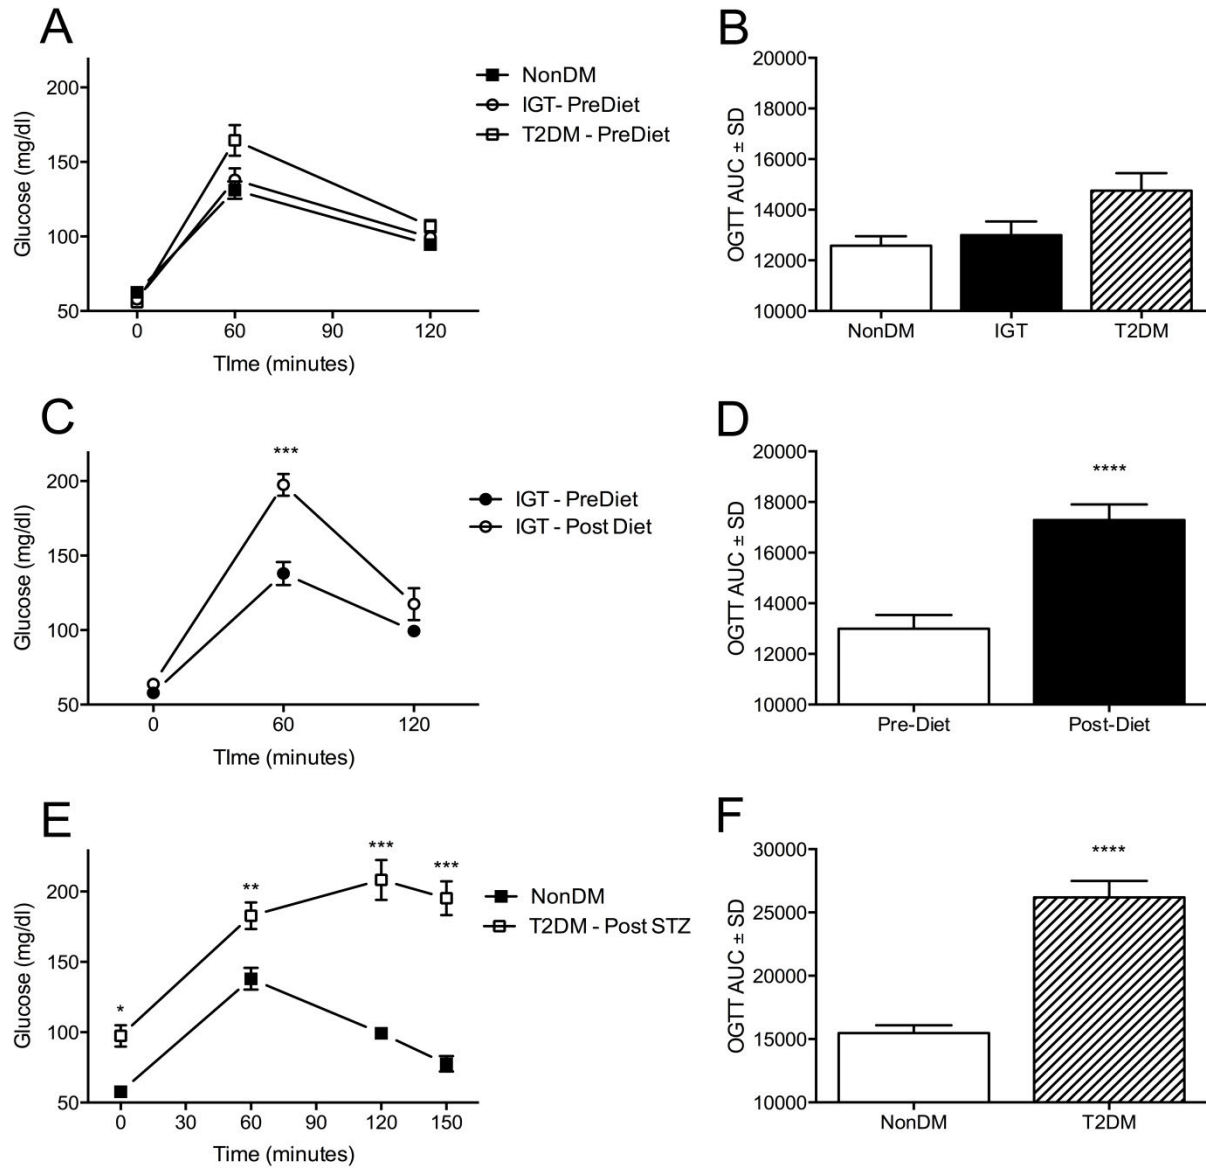 A
Glucose (mg/dl)
200
150
100
50
0
60
90
120
TIme (minutes)
NonDM
IGT- PreDiet
T2DM - PreDiet
B
OGTT AUC ± SD
20000
18000
16000
14000
12000
10000
NonDM
IGT
T2DM
C
Glucose (mg/dl)
200
150
100
50
***
0
60
120
TIme (minutes)
IGT - PreDiet
IGT - Post Diet
D
OGTT AUC ± SD
20000
18000
16000
14000
12000
10000
****
Pre-Diet
Post-Diet
E
Glucose (mg/dl)
200
150
100
50
*
**
***
***
0
30
60
90
120
150
Time (minutes)
NonDM
T2DM - Post STZ
F
OGTT AUC ± SD
30000
25000
20000
15000
10000
****
NonDM
T2DM